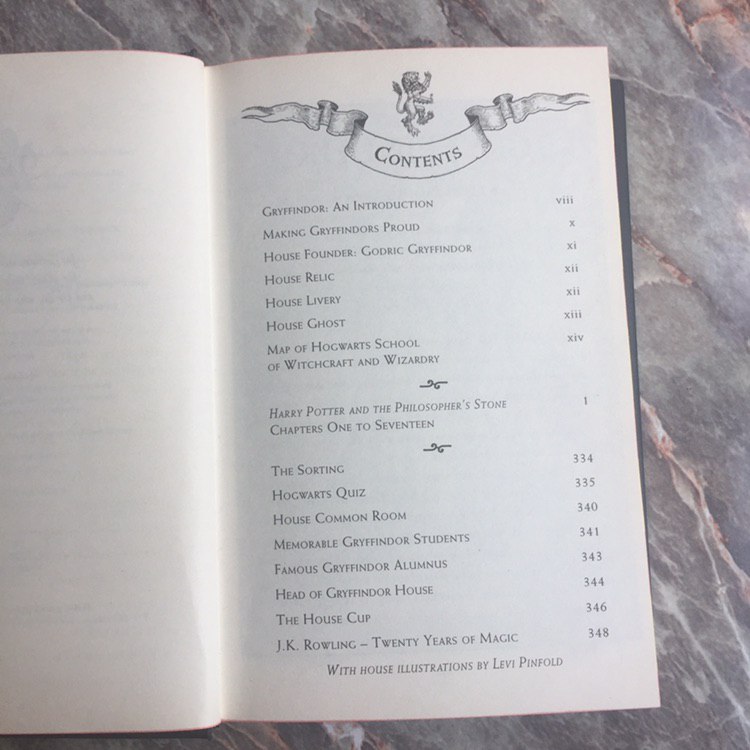 CONTENTS
GRYFFINDOR: AN INTRODUCTION viii
MAKING GRYFFINDORS PROUD x
HOUSE FOUNDER: GODRIC GRYFFINDOR xi
HOUSE RELIC xii
HOUSE LIVERY xii
HOUSE GHOST xiii
MAP OF HOGWARTS SCHOOL xiv
OF WITCHCRAFT AND WIZARDRY
HARRY POTTER AND THE PHILOSOPHER'S STONE 1
CHAPTERS ONE TO SEVENTEEN
THE SORTING 334
HOGWARTS QUIZ 335
HOUSE COMMON ROOM 340
MEMORABLE GRYFFINDOR STUDENTS 341
FAMOUS GRYFFINDOR ALUMNUS 343
HEAD OF GRYFFINDOR HOUSE 344
THE HOUSE CUP 346
J.K. ROWLING – TWENTY YEARS OF MAGIC 348
WITH HOUSE ILLUSTRATIONS BY LEVI PINFOLD